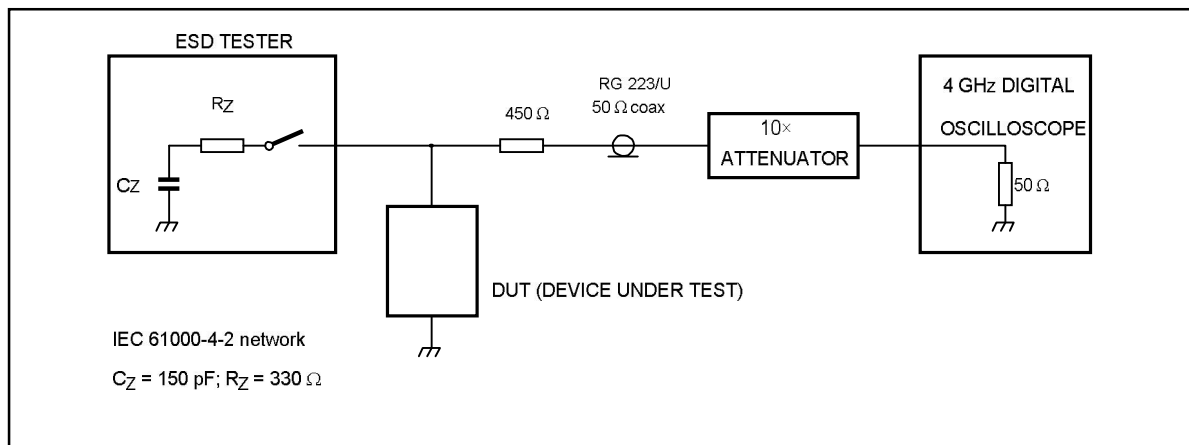 ESD TESTER
RZ
CZ
450 Ω
RG 223/U
50 Ω coax
10×
ATTENUATOR
4 GHz DIGITAL
OSCILLOSCOPE
50 Ω
DUT (DEVICE UNDER TEST)
IEC 61000-4-2 network
CZ = 150 pF; RZ = 330 Ω